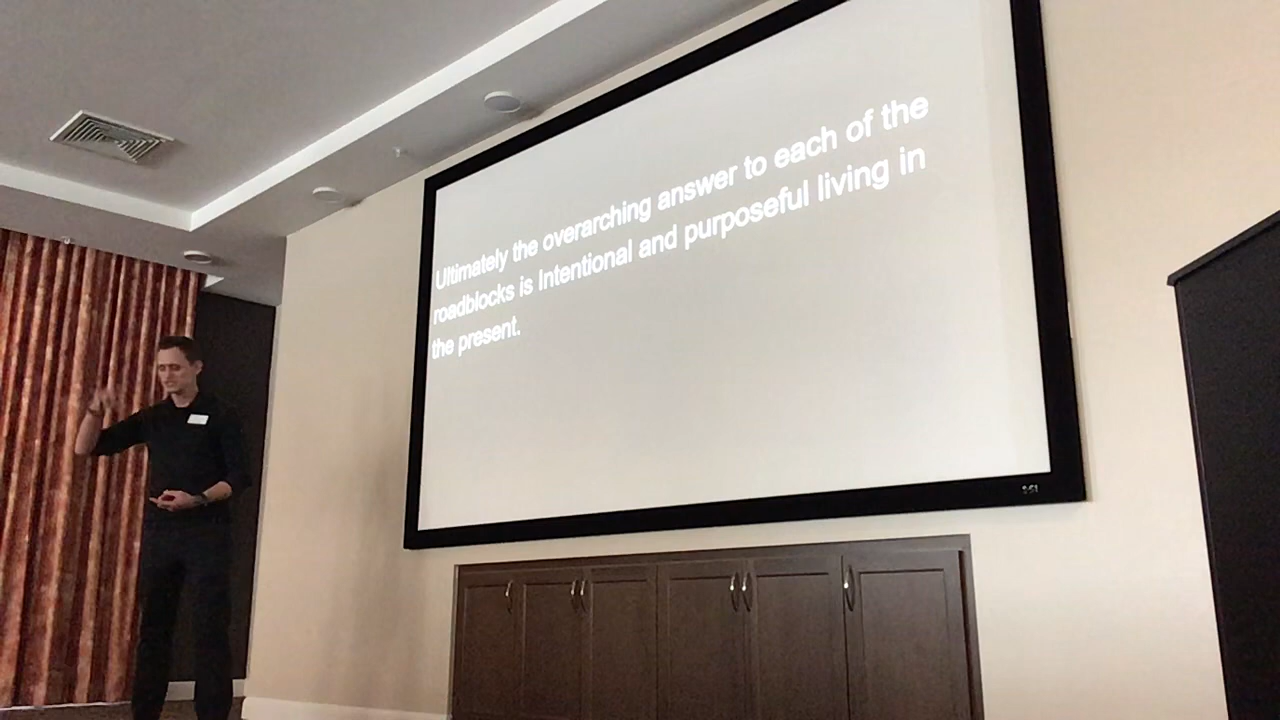 Ultimately the overarching answer to each of the
roadblocks is Intentional and purposeful living in
the present.